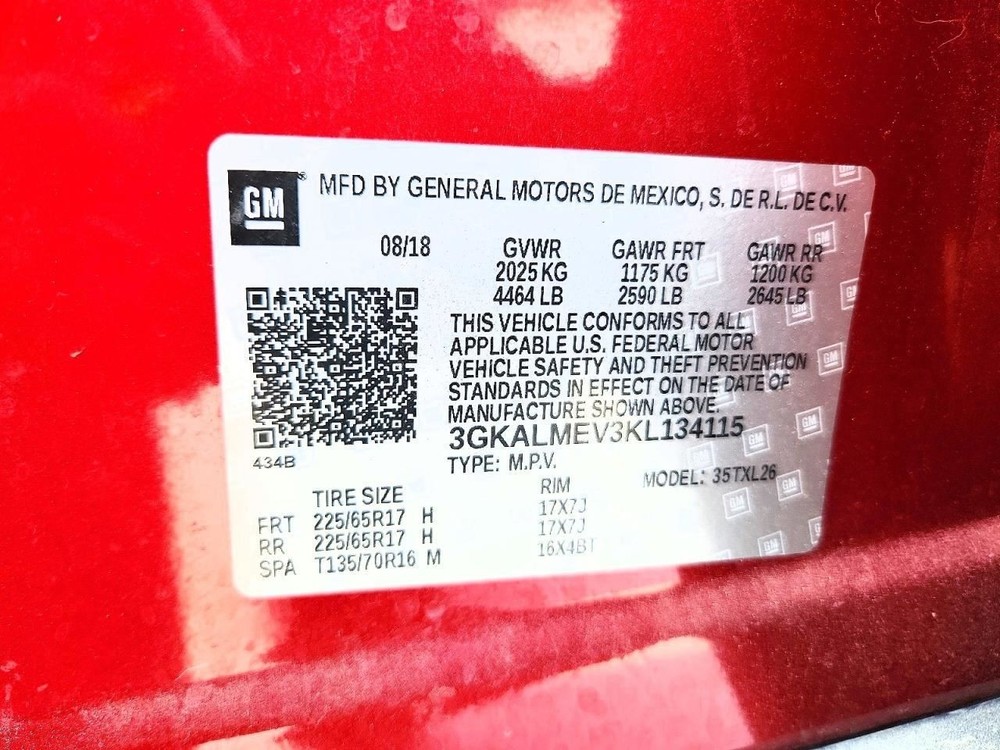 GM MFD BY GENERAL MOTORS DE MEXICO, S. DE R.L. DE C.V.
08/18 GVWR GAWR FRT GAWR RR
2025 KG 1175 KG 1200 KG
4464 LB 2590 LB 2645 LB
THIS VEHICLE CONFORMS TO ALL
APPLICABLE U.S. FEDERAL MOTOR
VEHICLE SAFETY AND THEFT PREVENTION
STANDARDS IN EFFECT ON THE DATE OF
MANUFACTURE SHOWN ABOVE.
3GKALMEV3KL134115
434B
TYPE: M.P.V. MODEL: 35TXL26
TIRE SIZE RIM
FRT 225/65R17 H 17X7J
RR 225/65R17 H 17X7J
SPA T135/70R16 M 16X4BT